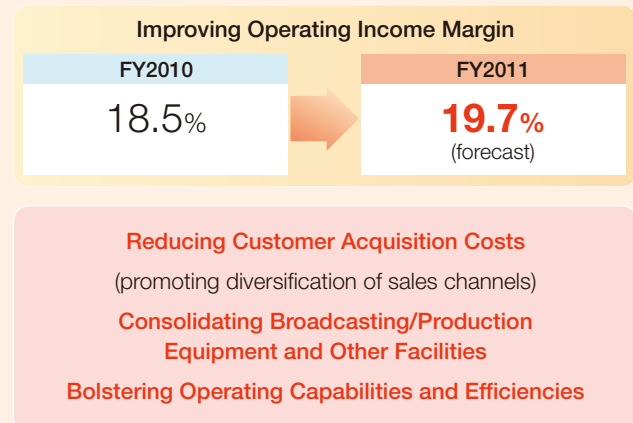 Improving Operating Income Margin
FY2010
FY2011
18.5%
19.7%
(forecast)
Reducing Customer Acquisition Costs
(promoting diversification of sales channels)
Consolidating Broadcasting/Production
Equipment and Other Facilities
Bolstering Operating Capabilities and Efficiencies